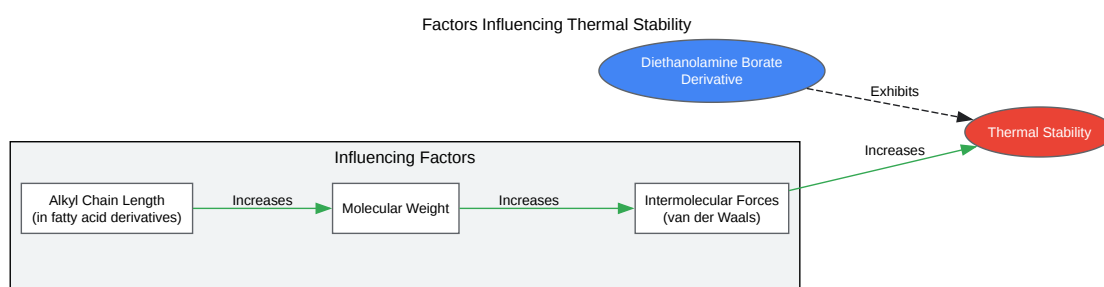 Factors Influencing Thermal Stability
Diethanolamine Borate
Derivative
Exhibits
Thermal Stability
Increases
Influencing Factors
Alkyl Chain Length
(in fatty acid derivatives)
Increases
Molecular Weight
Increases
Intermolecular Forces
(van der Waals)